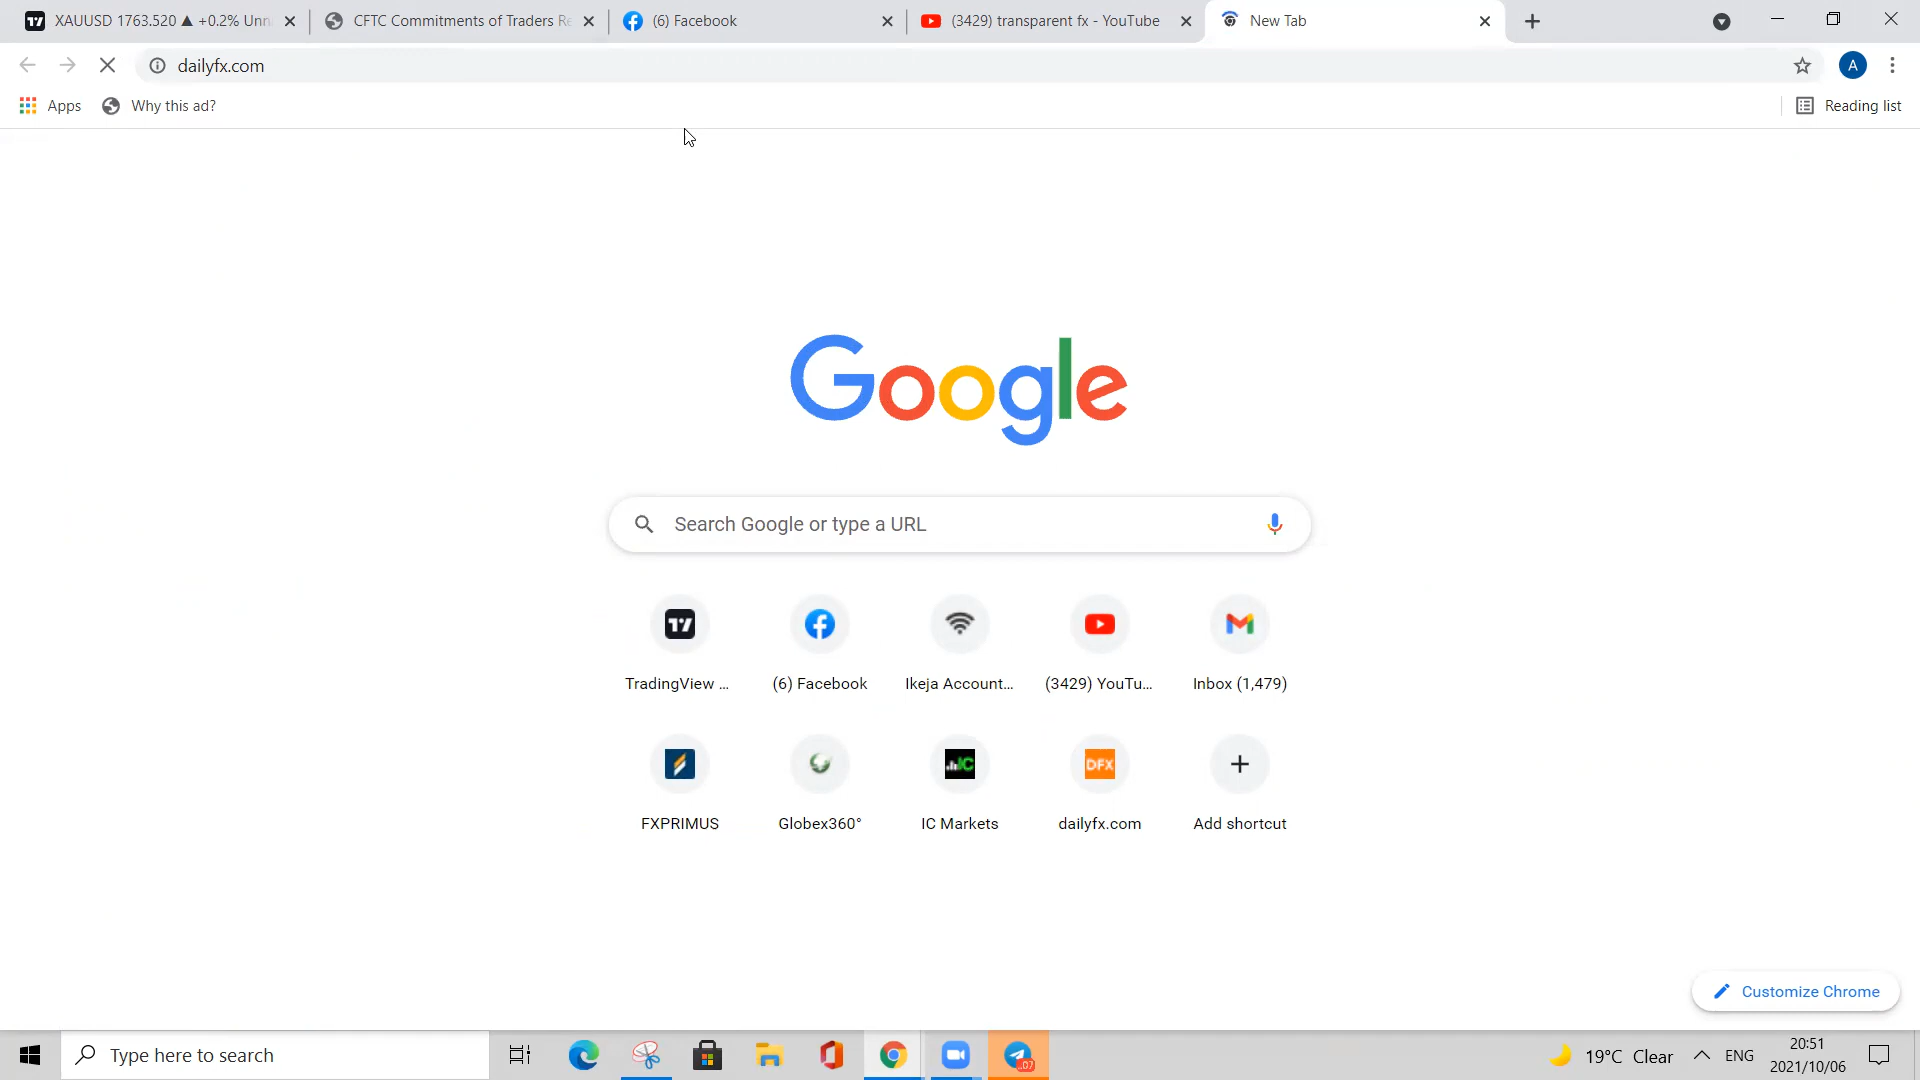 XAUUSD 1763.520 ▲ +0.2% Unn
CFTC Commitments of Traders Re
(6) Facebook
(3429) transparent fx - YouTube
New Tab
dailyfx.com
A
Apps
Why this ad?
Reading list
Google
Search Google or type a URL
TradingView ...
(6) Facebook
Ikeja Account...
(3429) YouTu...
Inbox (1,479)
DFX
IC
FXPRIMUS
Globex360°
IC Markets
dailyfx.com
Add shortcut
Customize Chrome
Type here to search
19°C Clear
ENG
20:51
2021/10/06